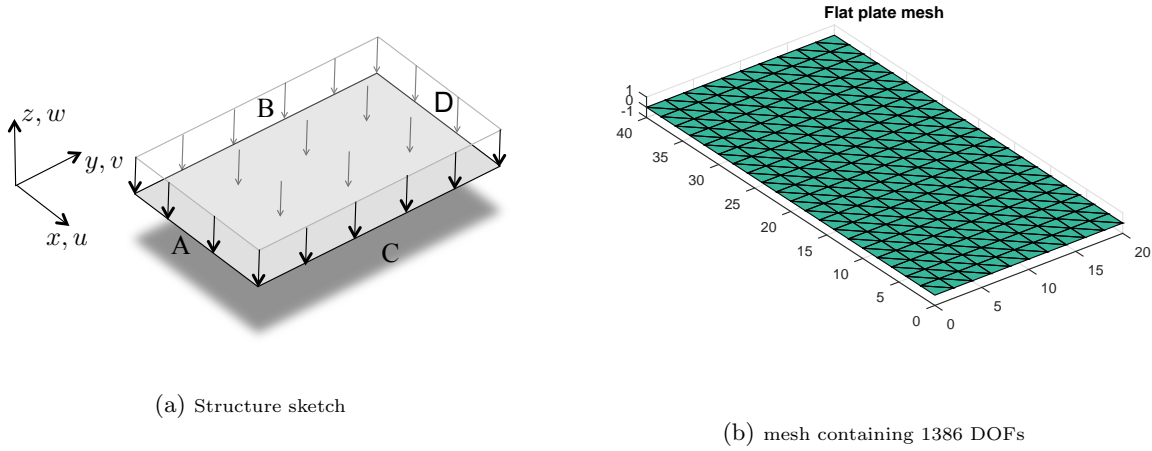 z, w
y, v
x, u
A
B
C
D
(a) Structure sketch
Flat plate mesh
1
0
-1
40
35
30
25
20
15
10
5
0
0
5
10
15
20
(b) mesh containing 1386 DOFs